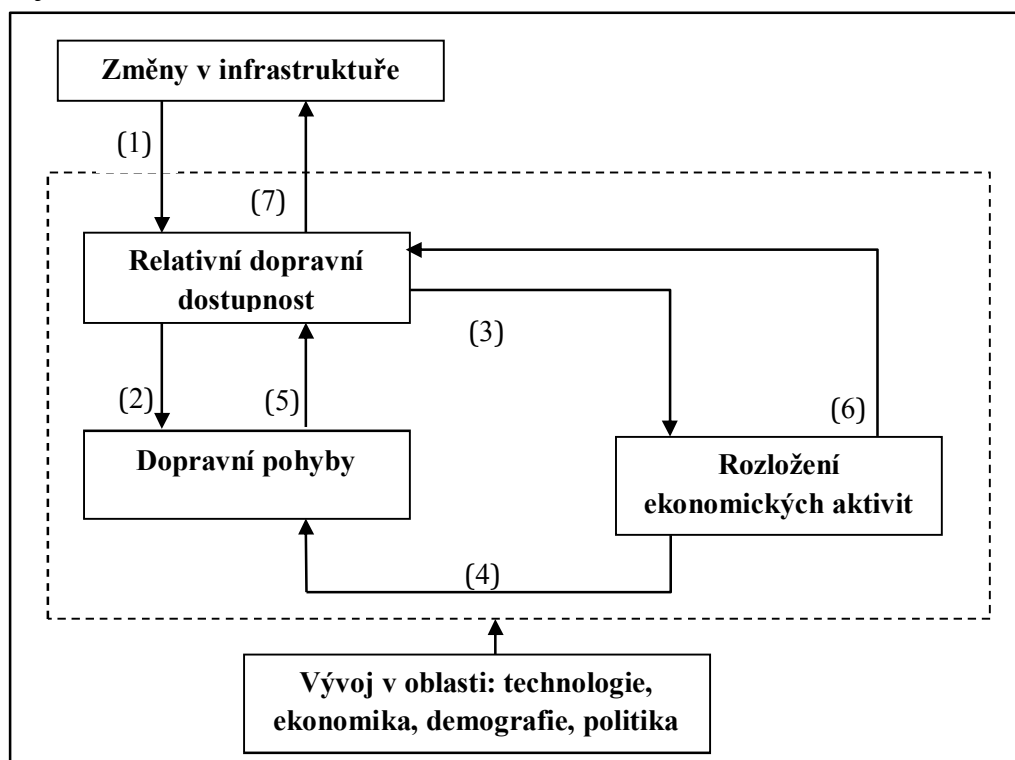 Změny v infrastruktuře
(1)
(7)
Relativní dopravní
dostupnost
(3)
(2)
(5)
(6)
Dopravní pohyby
Rozložení
ekonomických aktivit
(4)
Vývoj v oblasti: technologie,
ekonomika, demografie, politika